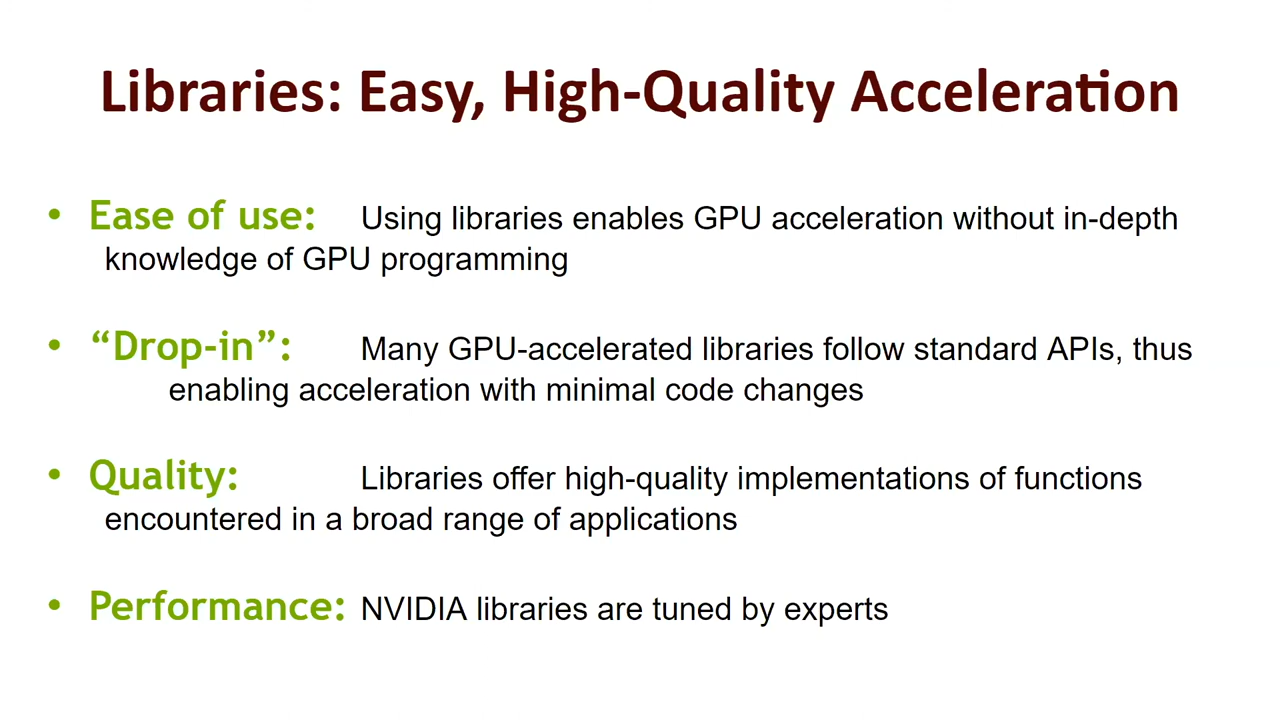 Libraries: Easy, High-Quality Acceleration
• Ease of use: Using libraries enables GPU acceleration without in-depth
knowledge of GPU programming
• “Drop-in”: Many GPU-accelerated libraries follow standard APIs, thus
enabling acceleration with minimal code changes
• Quality: Libraries offer high-quality implementations of functions
encountered in a broad range of applications
• Performance: NVIDIA libraries are tuned by experts